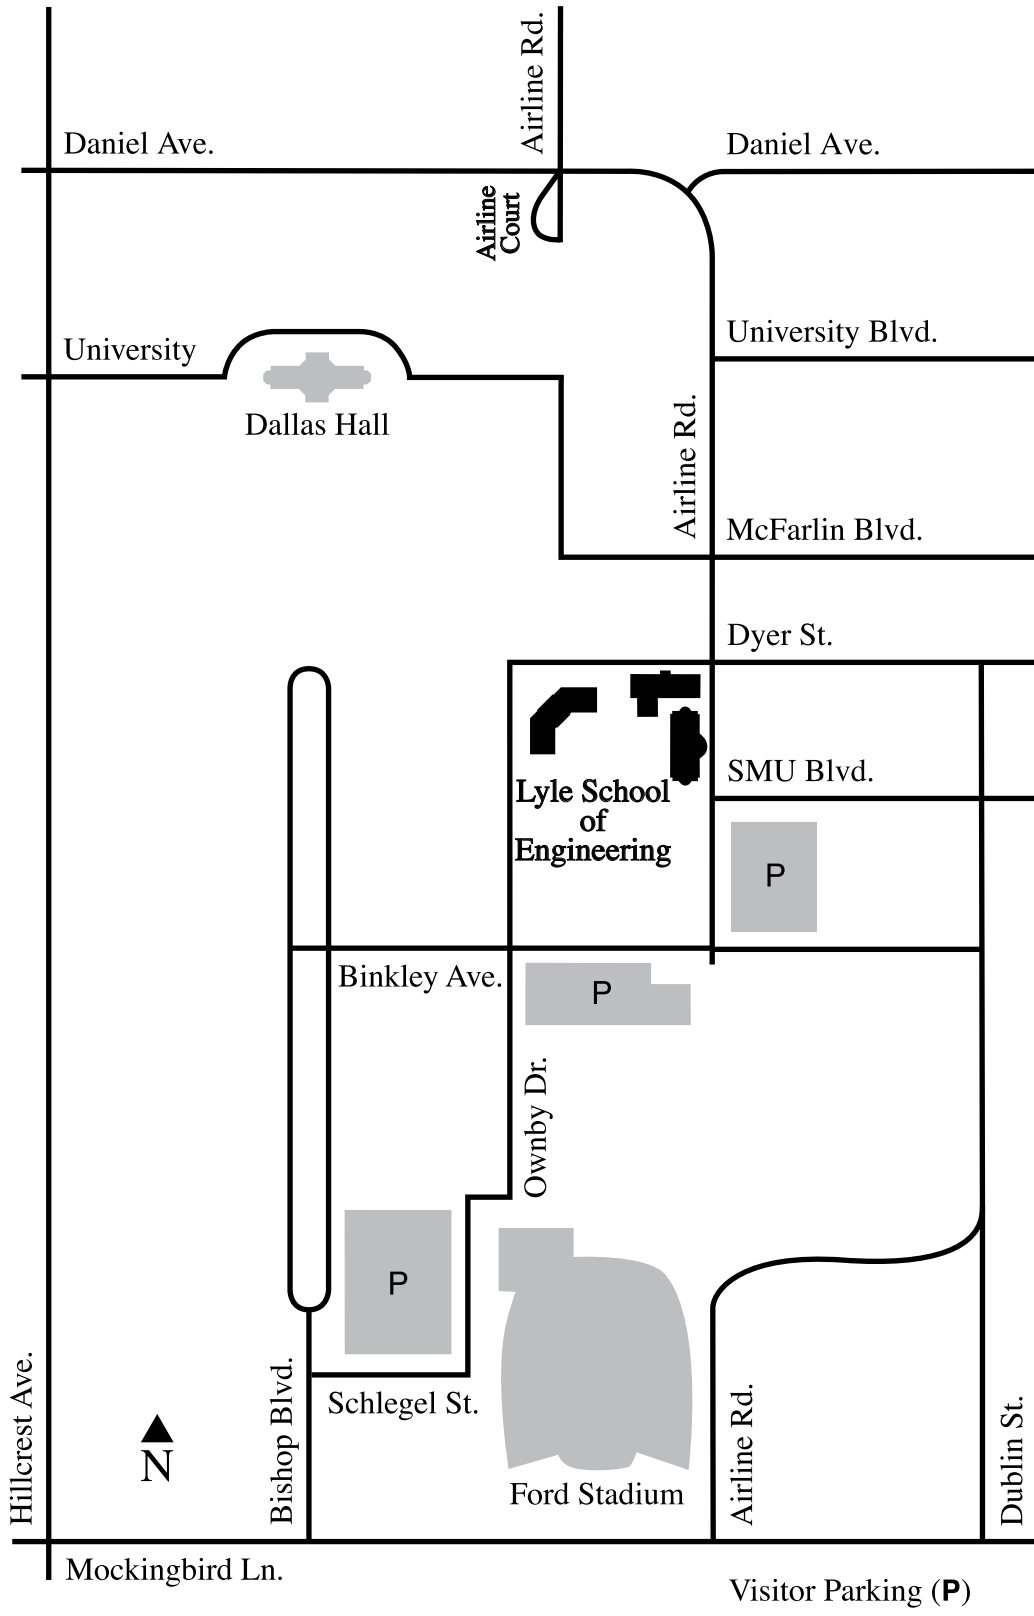 Airline Rd.
Daniel Ave.
Daniel Ave.
Airline
Court
University
University Blvd.
Dallas Hall
Airline Rd.
McFarlin Blvd.
Dyer St.
SMU Blvd.
Lyle School
of
Engineering
P
Binkley Ave.
P
Ownby Dr.
P
Hillcrest Ave.
Bishop Blvd.
Schlegel St.
Airline Rd.
Dublin St.
N
Ford Stadium
Mockingbird Ln.
Visitor Parking (P)